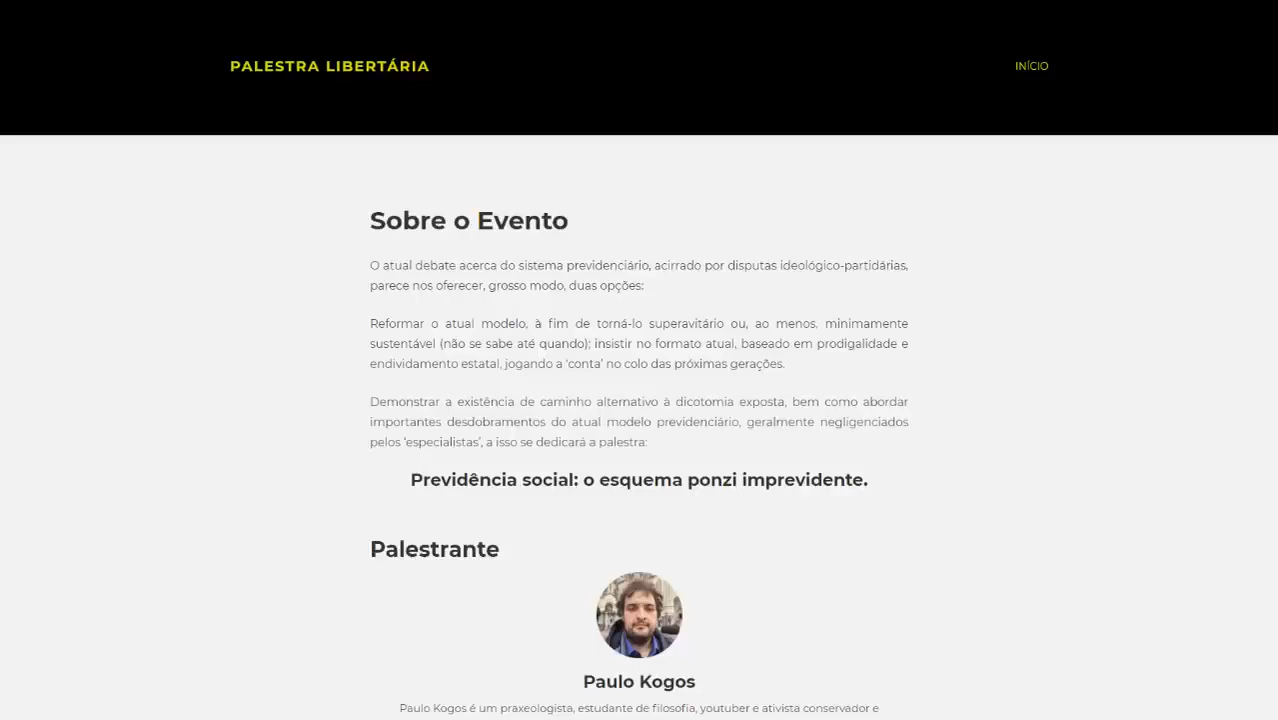 PALESTRA LIBERTÁRIA
INÍCIO
Sobre o Evento
O atual debate acerca do sistema previdenciário, acirrado por disputas ideológico-partidárias,
parece nos oferecer, grosso modo, duas opções:
Reformar o atual modelo, à fim de torná-lo superavitário ou, ao menos, minimamente
sustentável (não se sabe até quando); insistir no formato atual, baseado em prodigalidade e
endividamento estatal, jogando a ‘conta’ no colo das próximas gerações.
Demonstrar a existência de caminho alternativo à dicotomia exposta, bem como abordar
importantes desdobramentos do atual modelo previdenciário, geralmente negligenciados
pelos ‘especialistas’, a isso se dedicará a palestra:
Previdência social: o esquema ponzi imprevidente.
Palestrante
Paulo Kogos
Paulo Kogos é um praxeologista, estudante de filosofia, youtuber e ativista conservador e